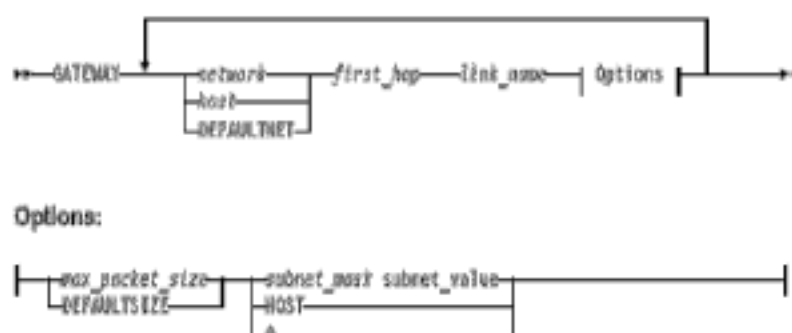 GATEWAY network first_hop link_name Options
host
DEFAULTNET
Options:
max_packet_size subnet_mask subnet_value
DEFAULTSIZE HOST
0